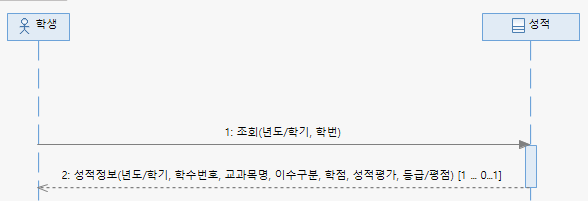 학생
성적
1: 조회(년도/학기, 학번)
2: 성적정보(년도/학기, 학수번호, 교과목명, 이수구분, 학점, 성적평가, 등급/평점) [1 ... 0...1]